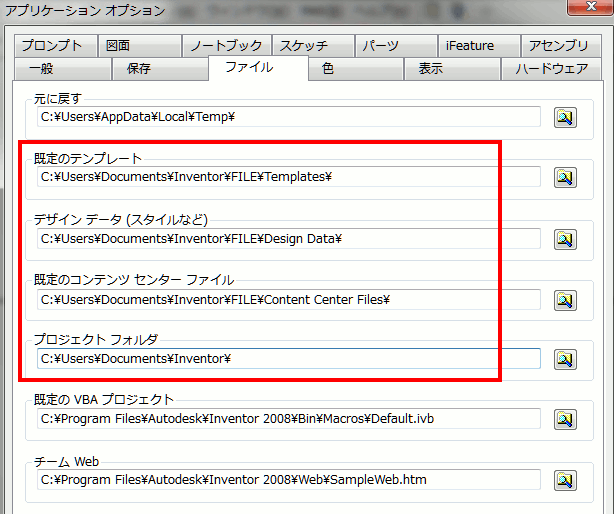 アプリケーション オプション
プロンプト 図面 ノートブック スケッチ パーツ iFeature アセンブリ
一般 保存 ファイル 色 表示 ハードウェア
元に戻す
C:¥Users¥AppData¥Local¥Temp¥
既定のテンプレート
C:¥Users¥Documents¥Inventor¥FILE¥Templates¥
デザイン データ (スタイルなど)
C:¥Users¥Documents¥Inventor¥FILE¥Design Data¥
既定のコンテンツ センター ファイル
C:¥Users¥Documents¥Inventor¥FILE¥Content Center Files¥
プロジェクト フォルダ
C:¥Users¥Documents¥Inventor¥
既定の VBA プロジェクト
C:¥Program Files¥Autodesk¥Inventor 2008¥Bin¥Macros¥Default.ivb
チーム Web
C:¥Program Files¥Autodesk¥Inventor 2008¥Web¥SampleWeb.htm